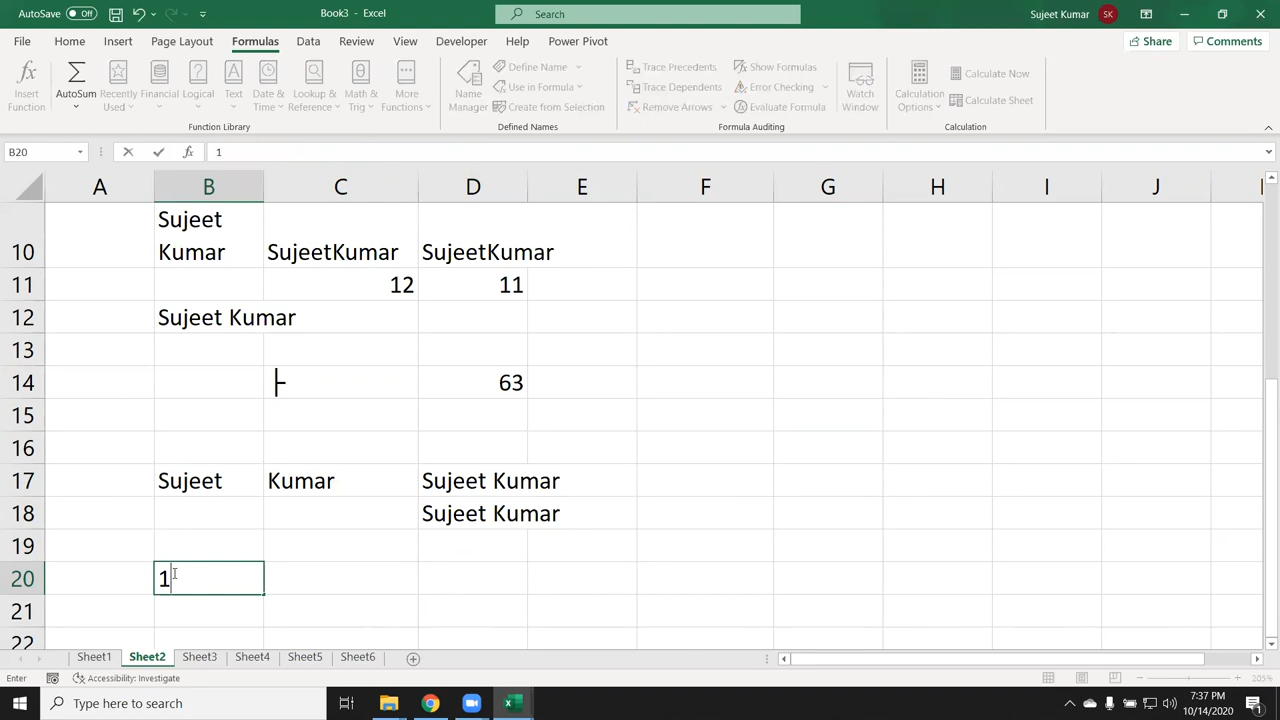 AutoSave Off
Book3 - Excel
Search
Sujeet Kumar SK
File Home Insert Page Layout Formulas Data Review View Developer Help Power Pivot
Share Comments
Insert Function
AutoSum
Recently Used
Financial
Logical
Text
Date & Time
Lookup & Reference
Math & Trig
More Functions
Function Library
Name Manager
Define Name
Use in Formula
Create from Selection
Defined Names
Trace Precedents
Trace Dependents
Remove Arrows
Show Formulas
Error Checking
Evaluate Formula
Watch Window
Formula Auditing
Calculation Options
Calculate Now
Calculate Sheet
Calculation
B20 fx 1
A B C D E F G H I J
10 Sujeet Kumar SujeetKumar SujeetKumar
11 12 11
12 Sujeet Kumar
13
14 ├ 63
15
16
17 Sujeet Kumar Sujeet Kumar
18 Sujeet Kumar
19
20 1
21
22
Sheet1 Sheet2 Sheet3 Sheet4 Sheet5 Sheet6
Enter Accessibility: Investigate 205%
Type here to search
7:37 PM
10/14/2020